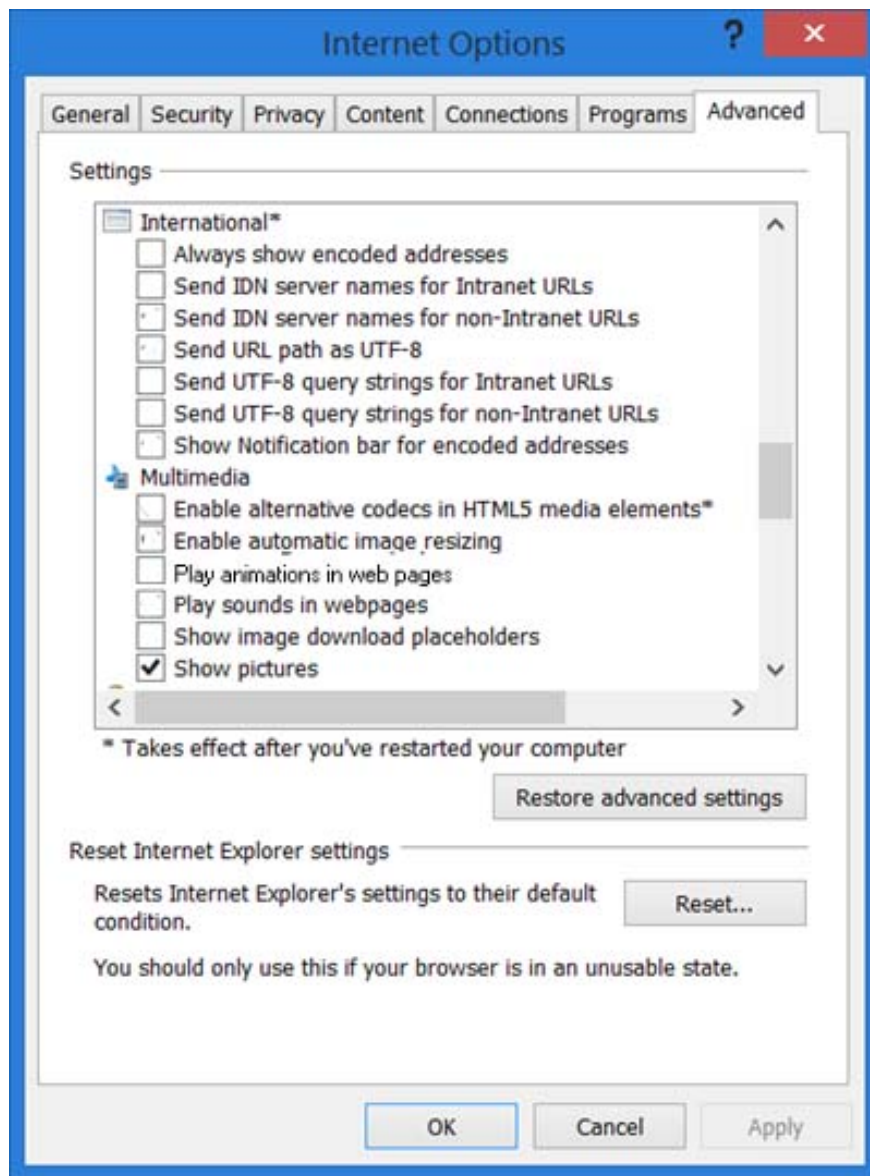 Internet Options
?
General Security Privacy Content Connections Programs Advanced
Settings
International*
Always show encoded addresses
Send IDN server names for Intranet URLs
Send IDN server names for non-Intranet URLs
Send URL path as UTF-8
Send UTF-8 query strings for Intranet URLs
Send UTF-8 query strings for non-Intranet URLs
Show Notification bar for encoded addresses
Multimedia
Enable alternative codecs in HTML5 media elements*
Enable automatic image resizing
Play animations in web pages
Play sounds in webpages
Show image download placeholders
Show pictures
* Takes effect after you've restarted your computer
Restore advanced settings
Reset Internet Explorer settings
Resets Internet Explorer's settings to their default
condition.
Reset...
You should only use this if your browser is in an unusable state.
OK Cancel Apply